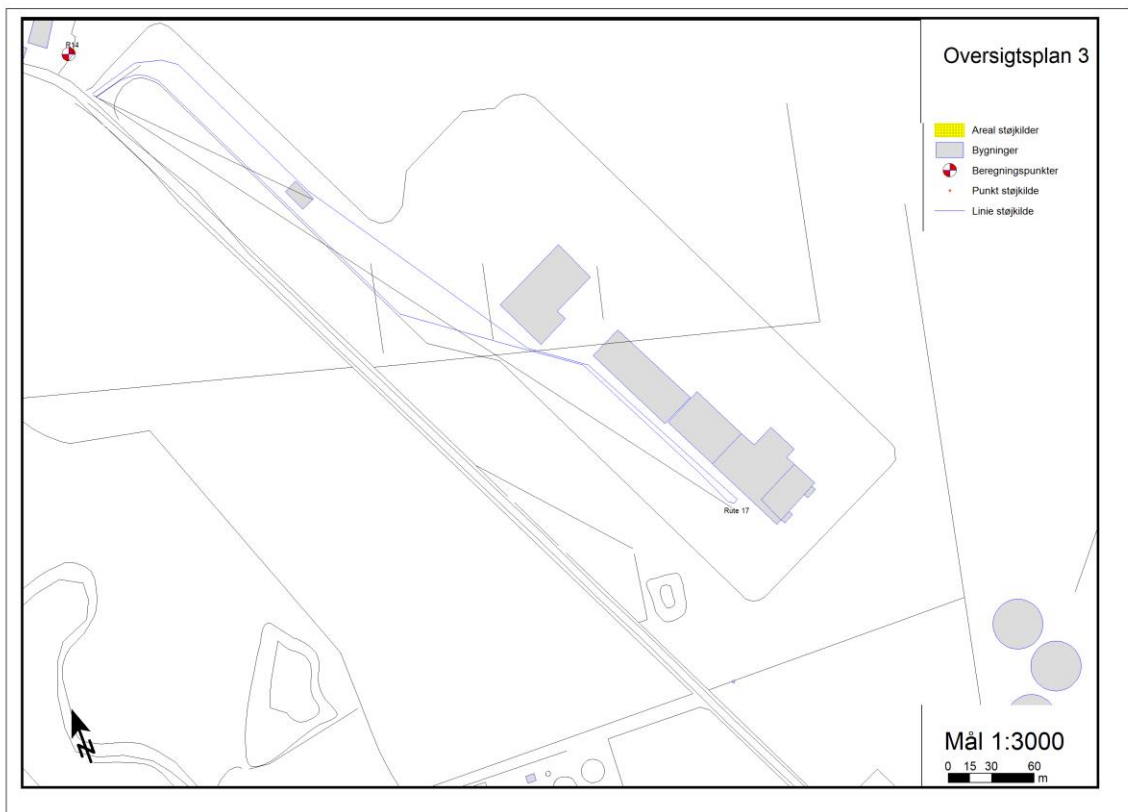 Oversigtsplan 3
R14
Areal støjkilder
Bygninger
Beregningspunkter
Punkt støjkilde
Linie støjkilde
Rute 17
N
Mål 1:3000
0 15 30 60
m